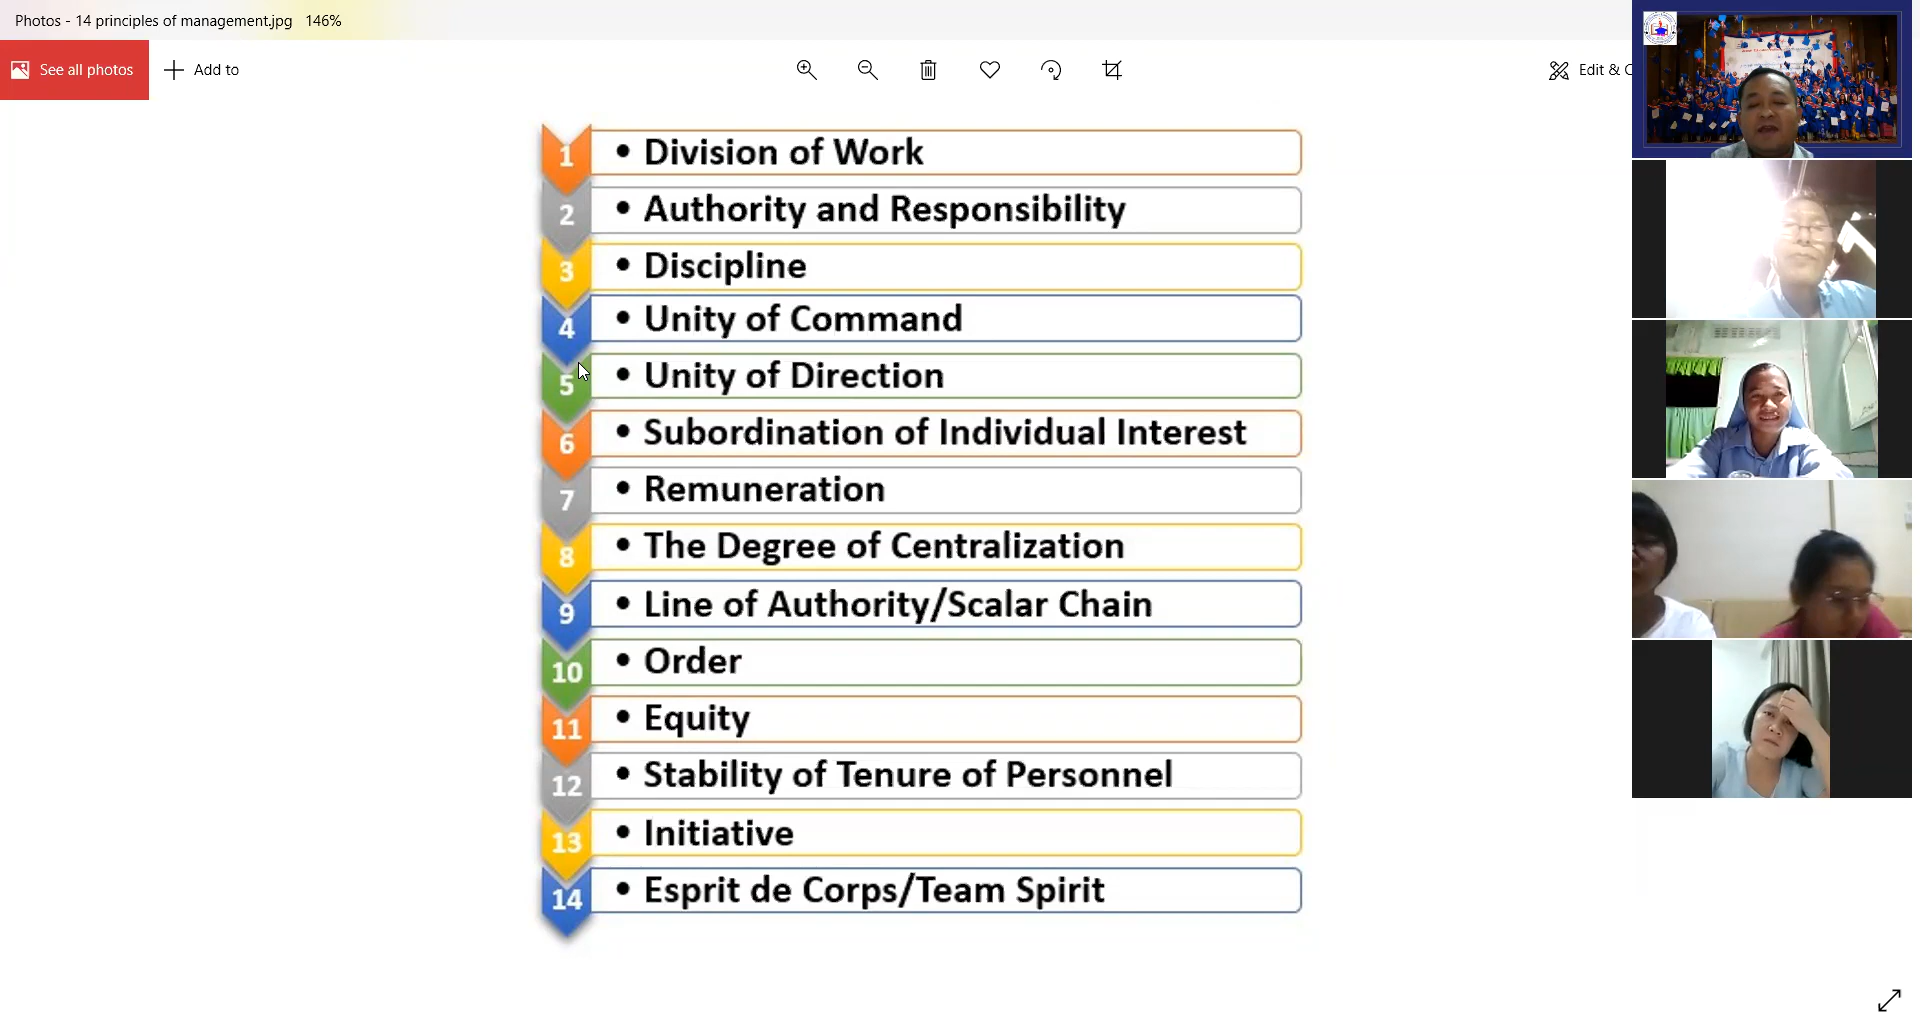 Photos - 14 principles of management.jpg 146%
See all photos
Add to
Edit & C
1 • Division of Work
2 • Authority and Responsibility
3 • Discipline
4 • Unity of Command
5 • Unity of Direction
6 • Subordination of Individual Interest
7 • Remuneration
8 • The Degree of Centralization
9 • Line of Authority/Scalar Chain
10 • Order
11 • Equity
12 • Stability of Tenure of Personnel
13 • Initiative
14 • Esprit de Corps/Team Spirit